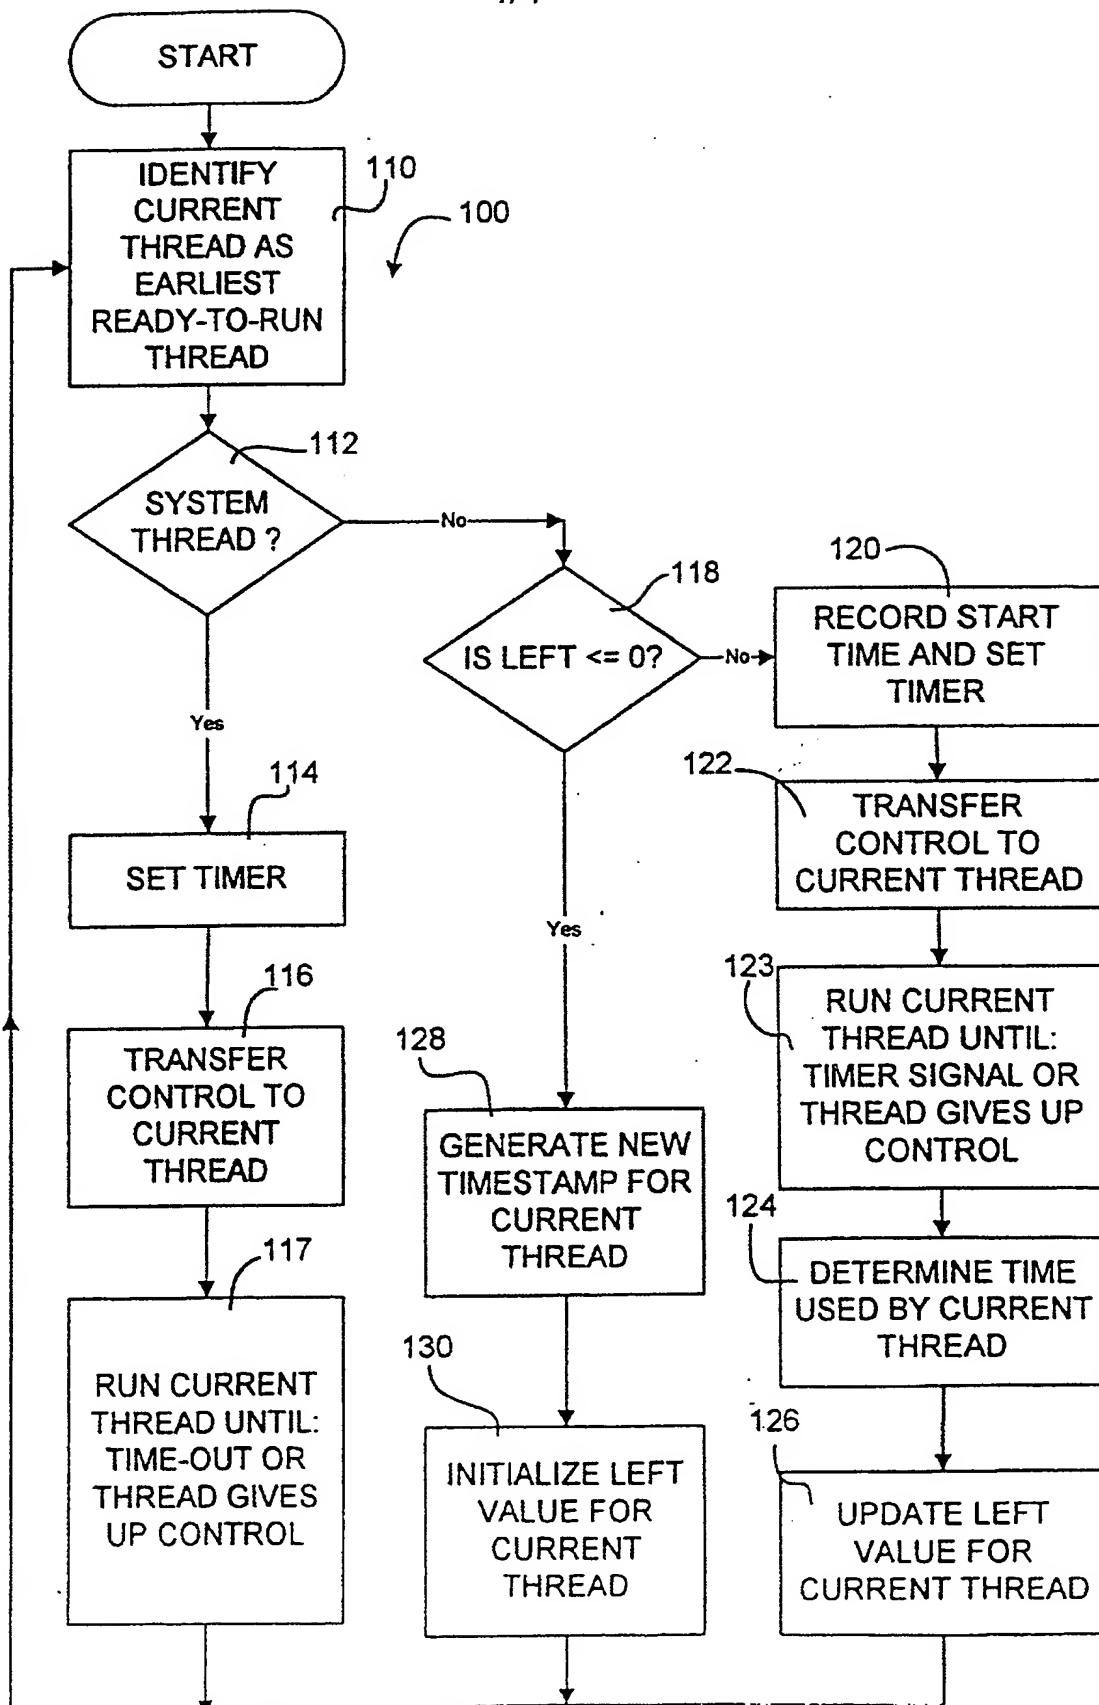 START
IDENTIFY
CURRENT
THREAD AS
EARLIEST
READY-TO-RUN
THREAD
110
100
112
SYSTEM
THREAD ?
No
Yes
118
IS LEFT <= 0?
No
Yes
120
RECORD START
TIME AND SET
TIMER
122
TRANSFER
CONTROL TO
CURRENT THREAD
114
SET TIMER
116
TRANSFER
CONTROL TO
CURRENT
THREAD
123
RUN CURRENT
THREAD UNTIL:
TIMER SIGNAL OR
THREAD GIVES UP
CONTROL
128
GENERATE NEW
TIMESTAMP FOR
CURRENT
THREAD
124
DETERMINE TIME
USED BY CURRENT
THREAD
117
RUN CURRENT
THREAD UNTIL:
TIME-OUT OR
THREAD GIVES
UP CONTROL
130
INITIALIZE LEFT
VALUE FOR
CURRENT
THREAD
126
UPDATE LEFT
VALUE FOR
CURRENT THREAD